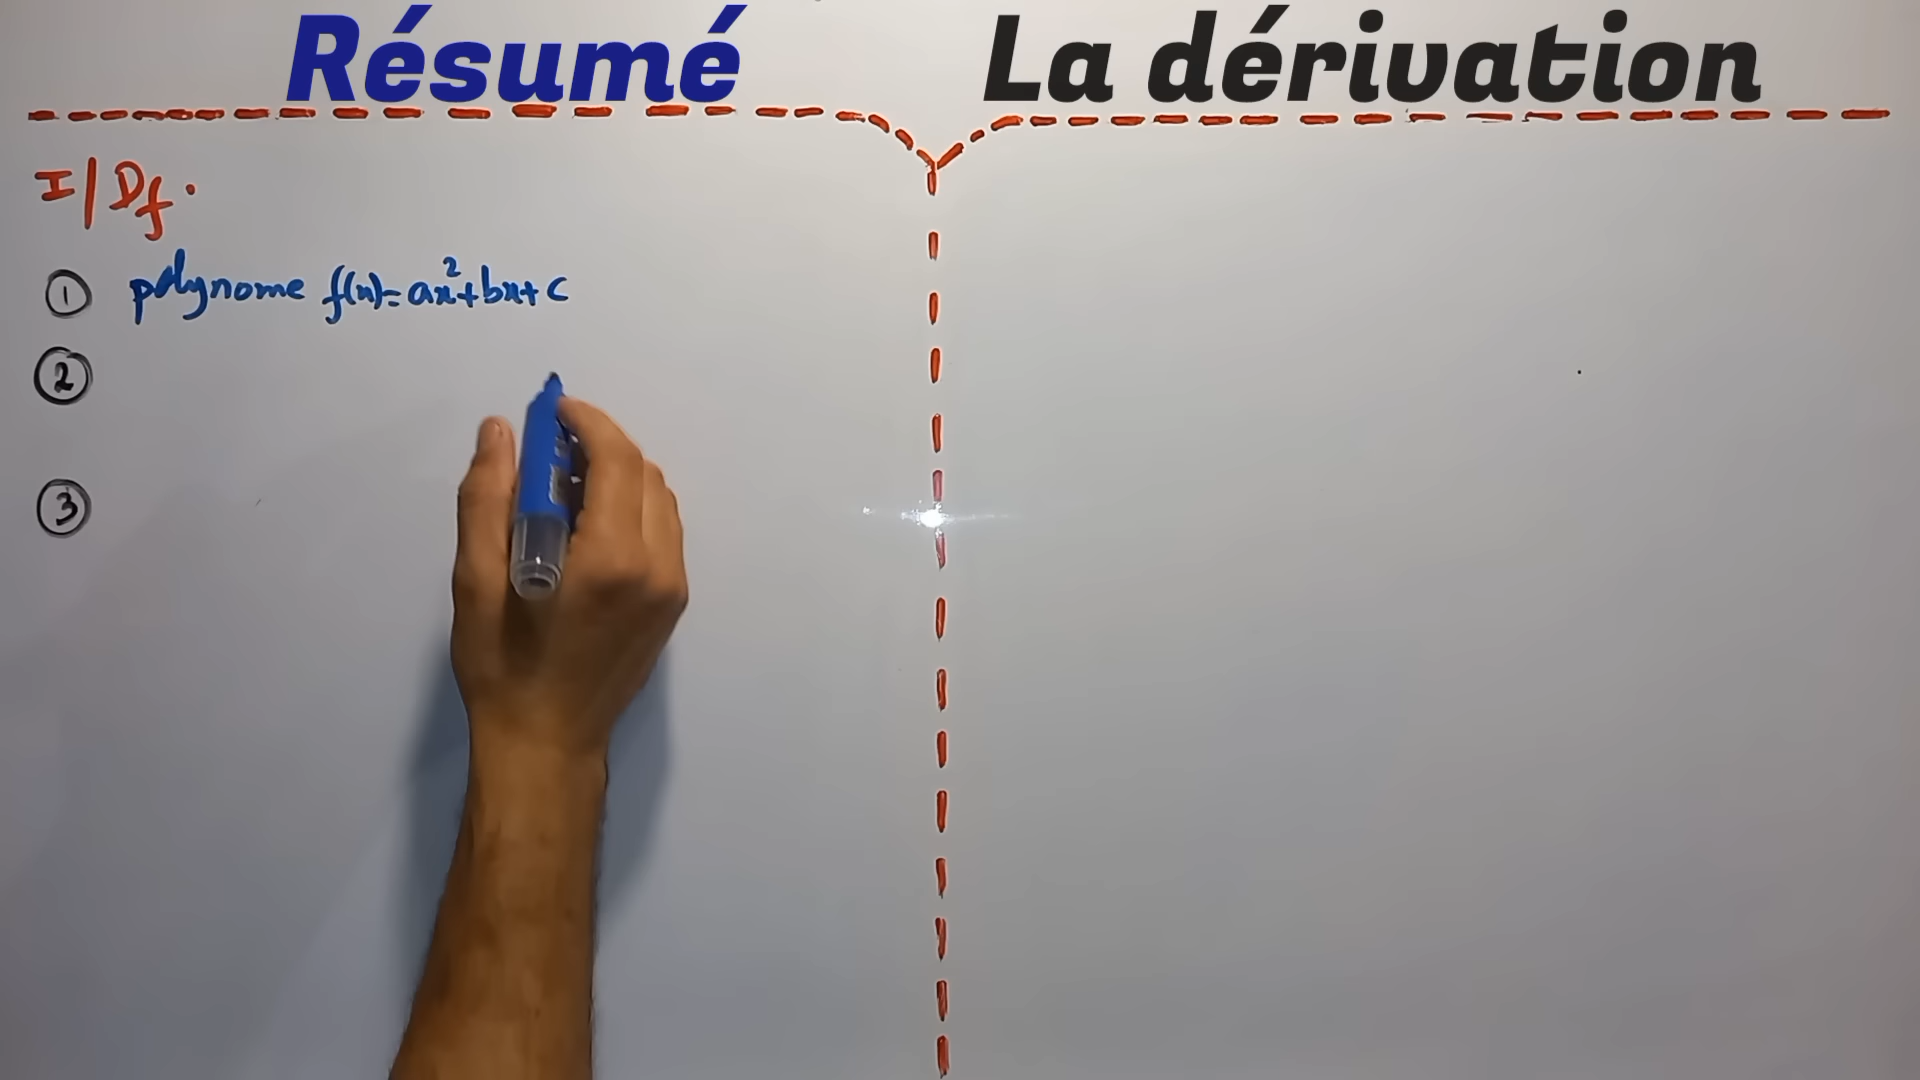 Résumé La dérivation
I/ Df.
① polynome f(x)=ax²+bx+c
②
③